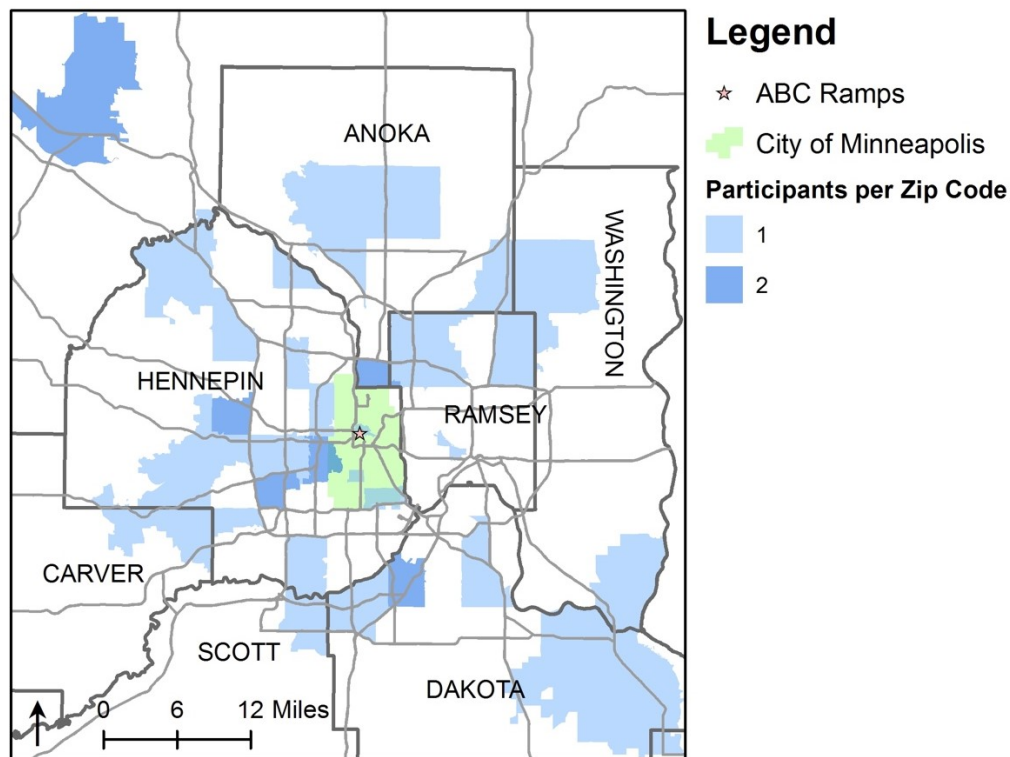 Legend
ABC Ramps
City of Minneapolis
Participants per Zip Code
1
2
ANOKA
WASHINGTON
HENNEPIN
RAMSEY
CARVER
SCOTT
DAKOTA
0 6 12 Miles